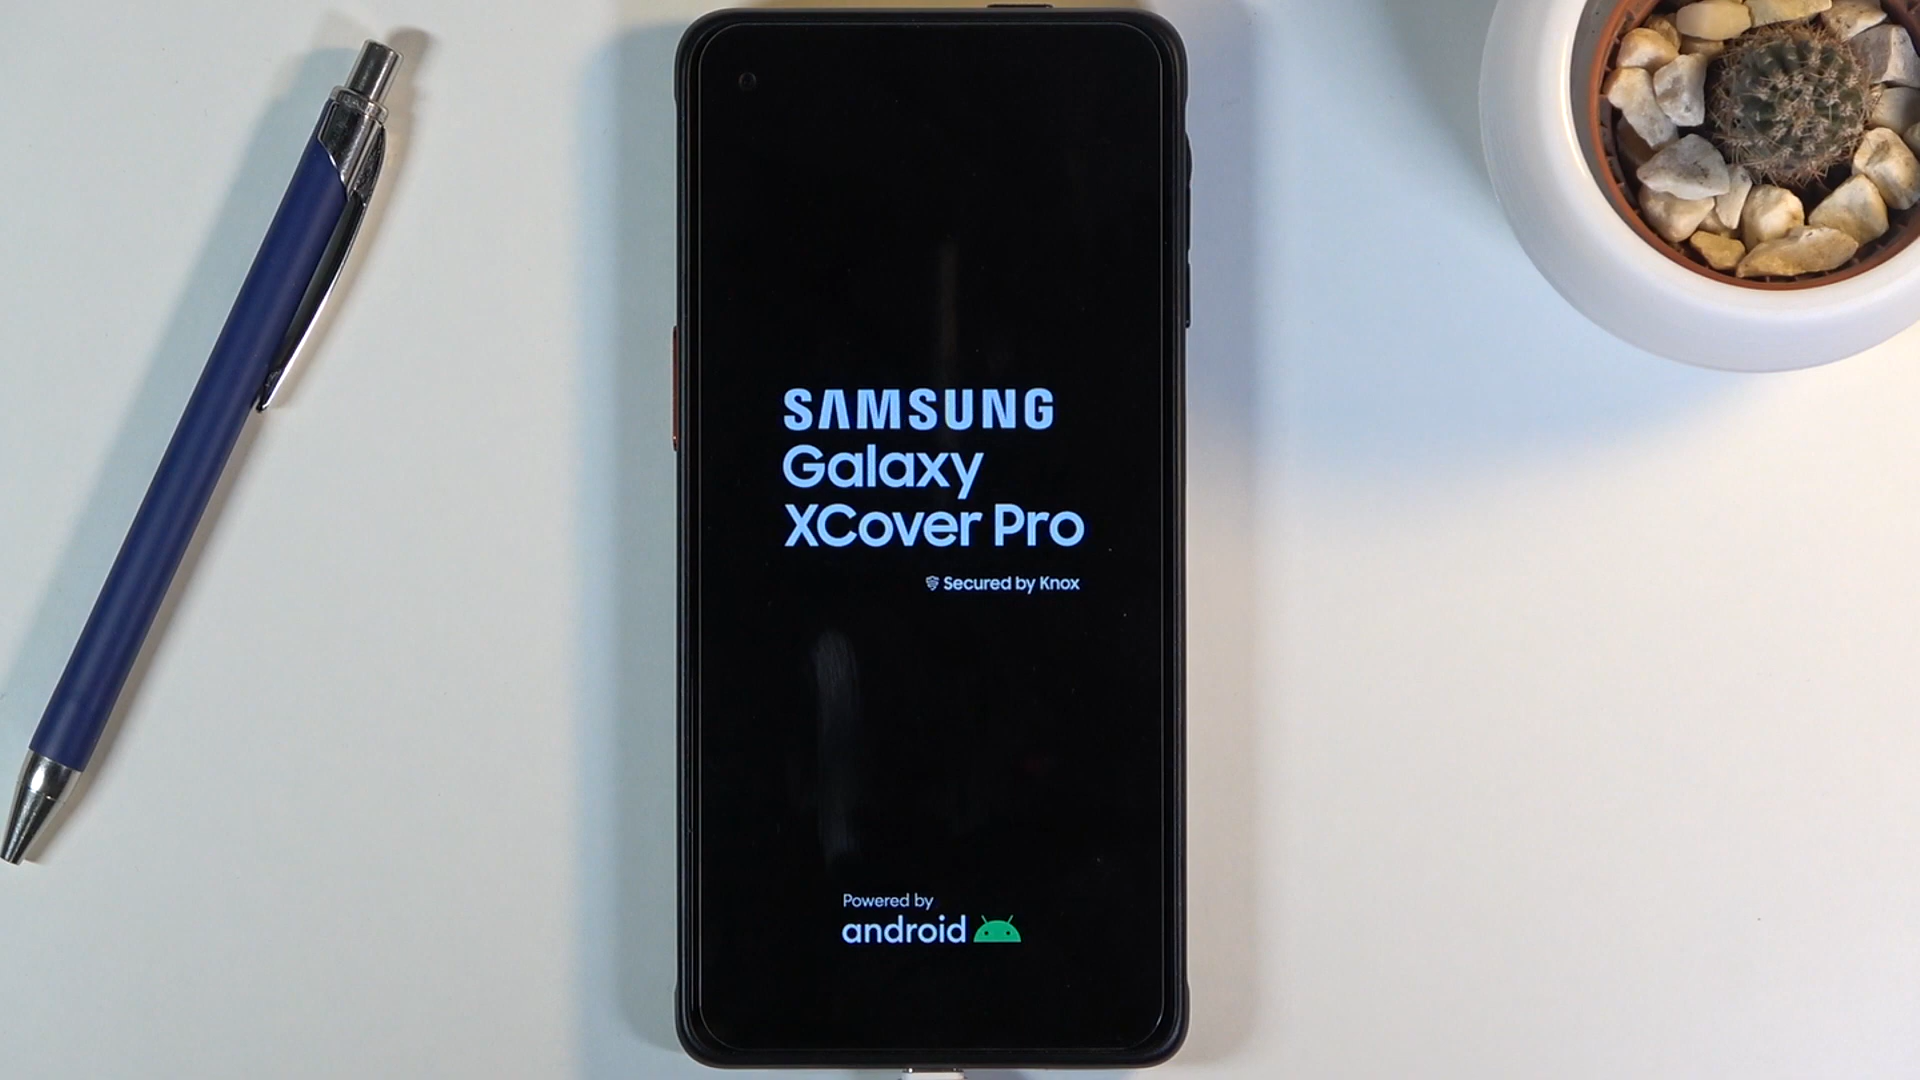 SAMSUNG
Galaxy
XCover Pro
Secured by Knox
Powered by
android